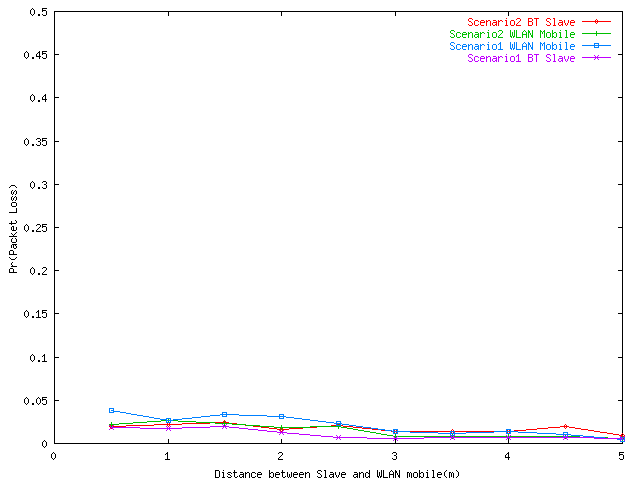 0.5
0.45
0.4
0.35
0.3
0.25
0.2
0.15
0.1
0.05
0
Pr(Packet Loss)
Scenario2 BT Slave
Scenario2 WLAN Mobile
Scenario1 WLAN Mobile
Scenario1 BT Slave
0 1 2 3 4 5
Distance between Slave and WLAN mobile(m)